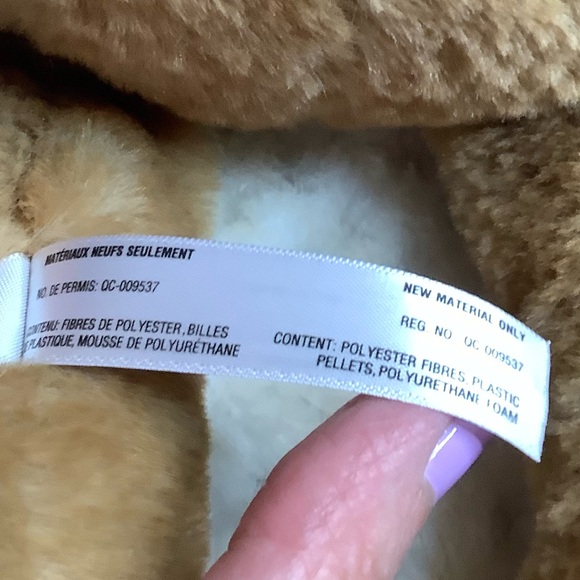 MATÉRIAUX NEUFS SEULEMENT
NO. DE PERMIS: QC-009537
CONTENU: FIBRES DE POLYESTER, BILLES
PLASTIQUE, MOUSSE DE POLYURÉTHANE
NEW MATERIAL ONLY
REG NO QC-009537
CONTENT: POLYESTER FIBRES, PLASTIC
PELLETS, POLYURETHANE FOAM